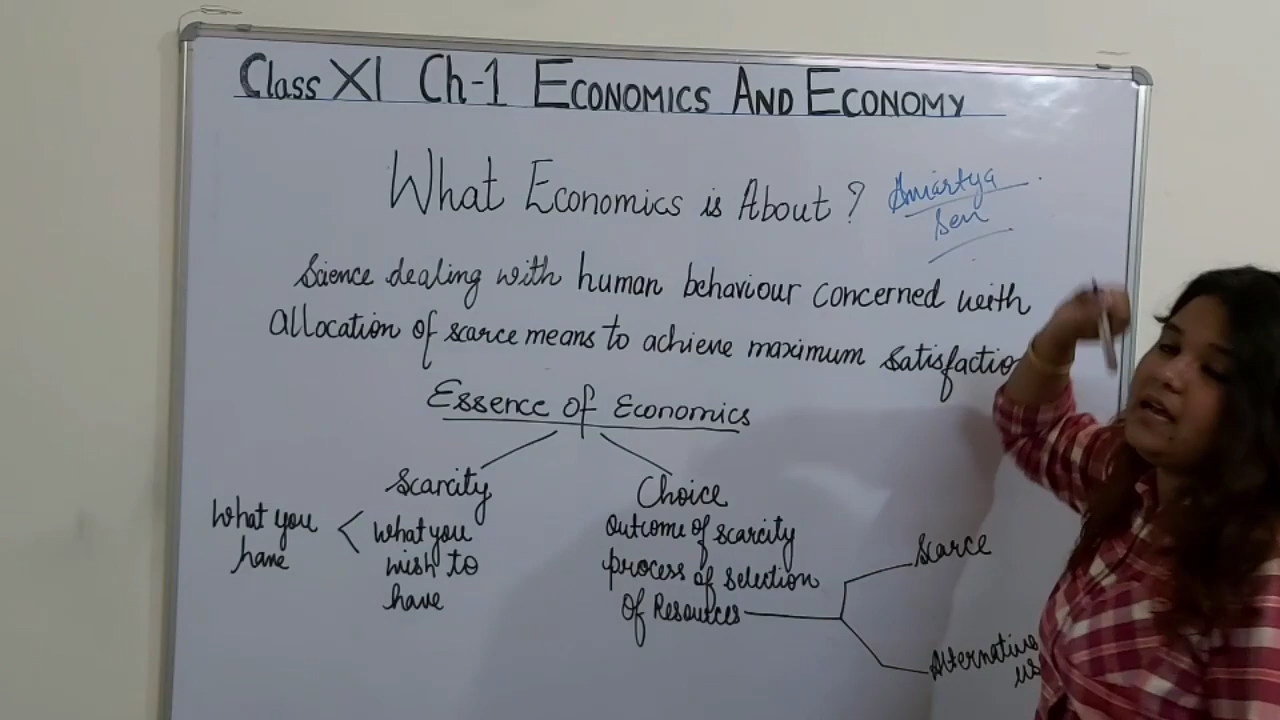 Class XI Ch-1 ECONOMICS AND ECONOMY
What Economics is About?
Amartya
Sen
Science dealing with human behaviour concerned with
allocation of scarce means to achieve maximum satisfactio
Essence of Economics
Scarcity
What you
have
<
What you
wish to
have
Choice
outcome of scarcity
process of selection
of Resources
Scarce
Alternative
us